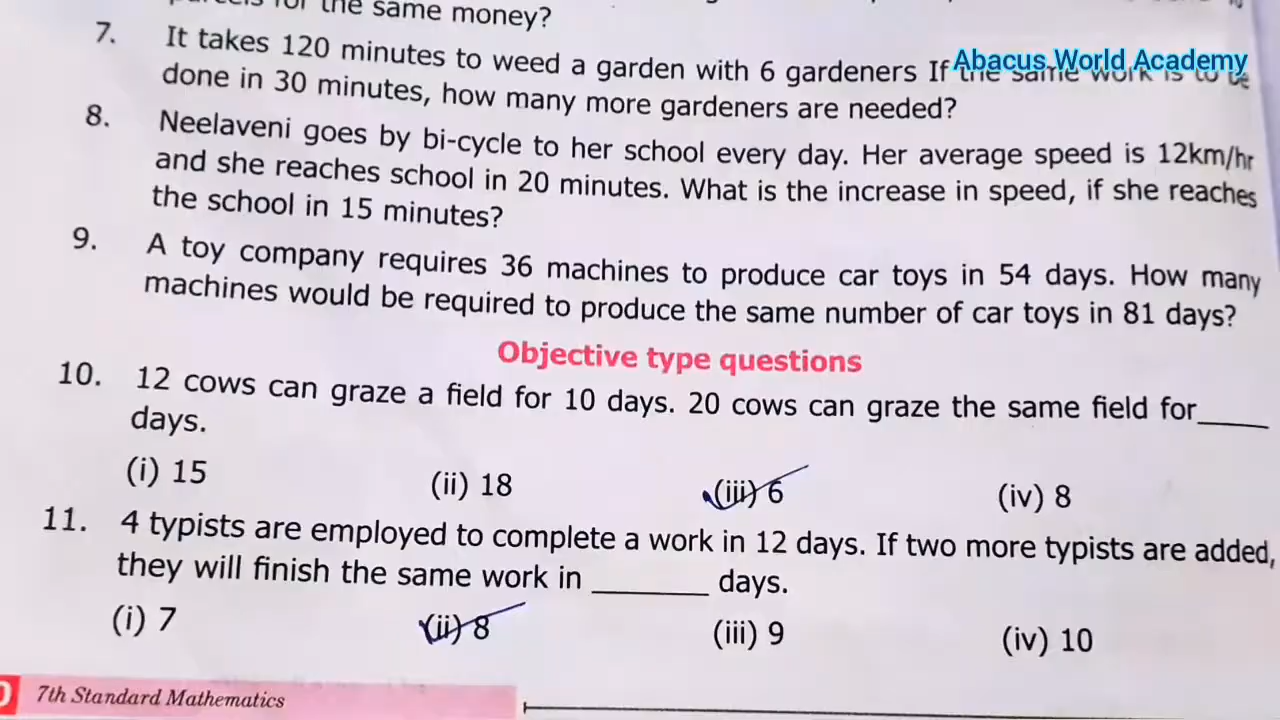 for the same money?
7. It takes 120 minutes to weed a garden with 6 gardeners If the same work is to be
Abacus World Academy
done in 30 minutes, how many more gardeners are needed?
8. Neelaveni goes by bi-cycle to her school every day. Her average speed is 12km/hr
and she reaches school in 20 minutes. What is the increase in speed, if she reaches
the school in 15 minutes?
9. A toy company requires 36 machines to produce car toys in 54 days. How many
machines would be required to produce the same number of car toys in 81 days?
Objective type questions
10. 12 cows can graze a field for 10 days. 20 cows can graze the same field for____
days.
(i) 15 (ii) 18 (iii) 6 (iv) 8
11. 4 typists are employed to complete a work in 12 days. If two more typists are added,
they will finish the same work in ______ days.
(i) 7 (ii) 8 (iii) 9 (iv) 10
7th Standard Mathematics